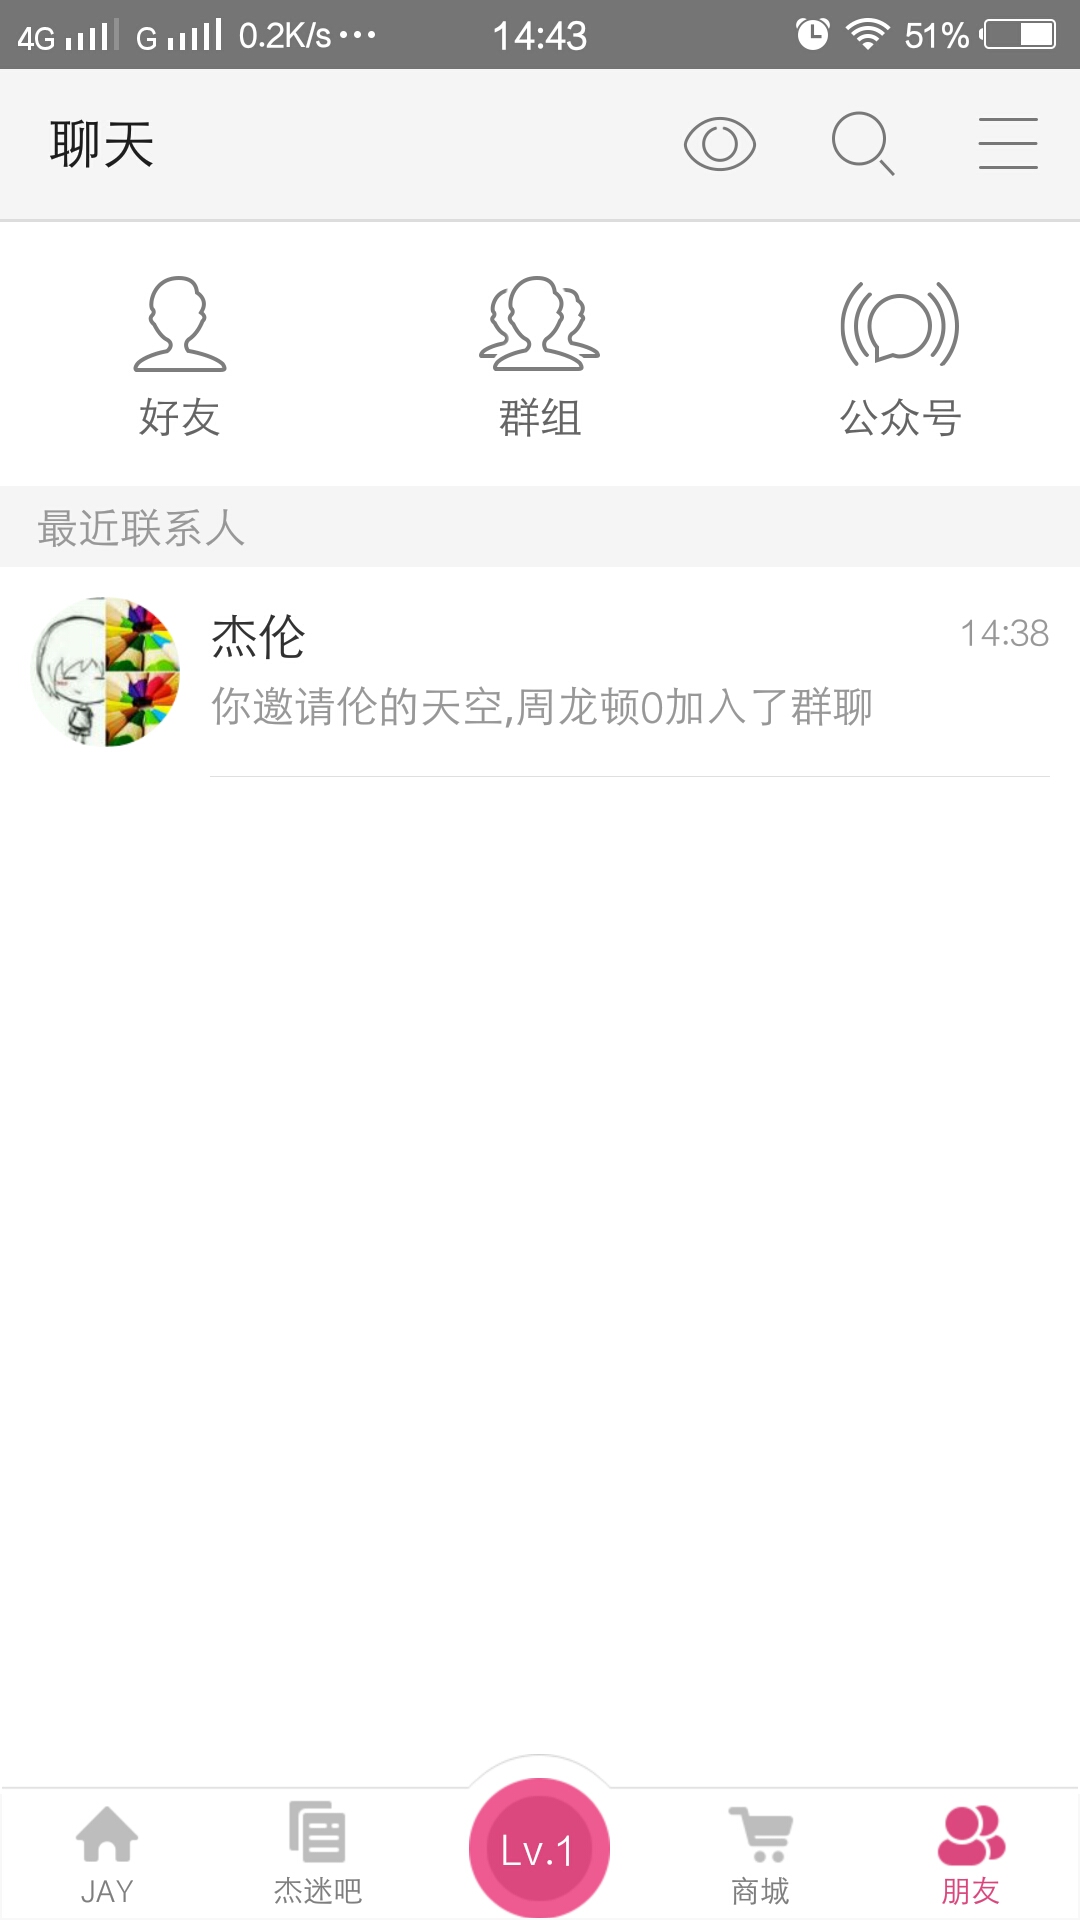 4G G 0.2K/s... 14:43 51%
聊天
好友 群组 公众号
最近联系人
杰伦 14:38
你邀请伦的天空,周龙顿0加入了群聊
Lv.1
JAY 杰迷吧 商城 朋友